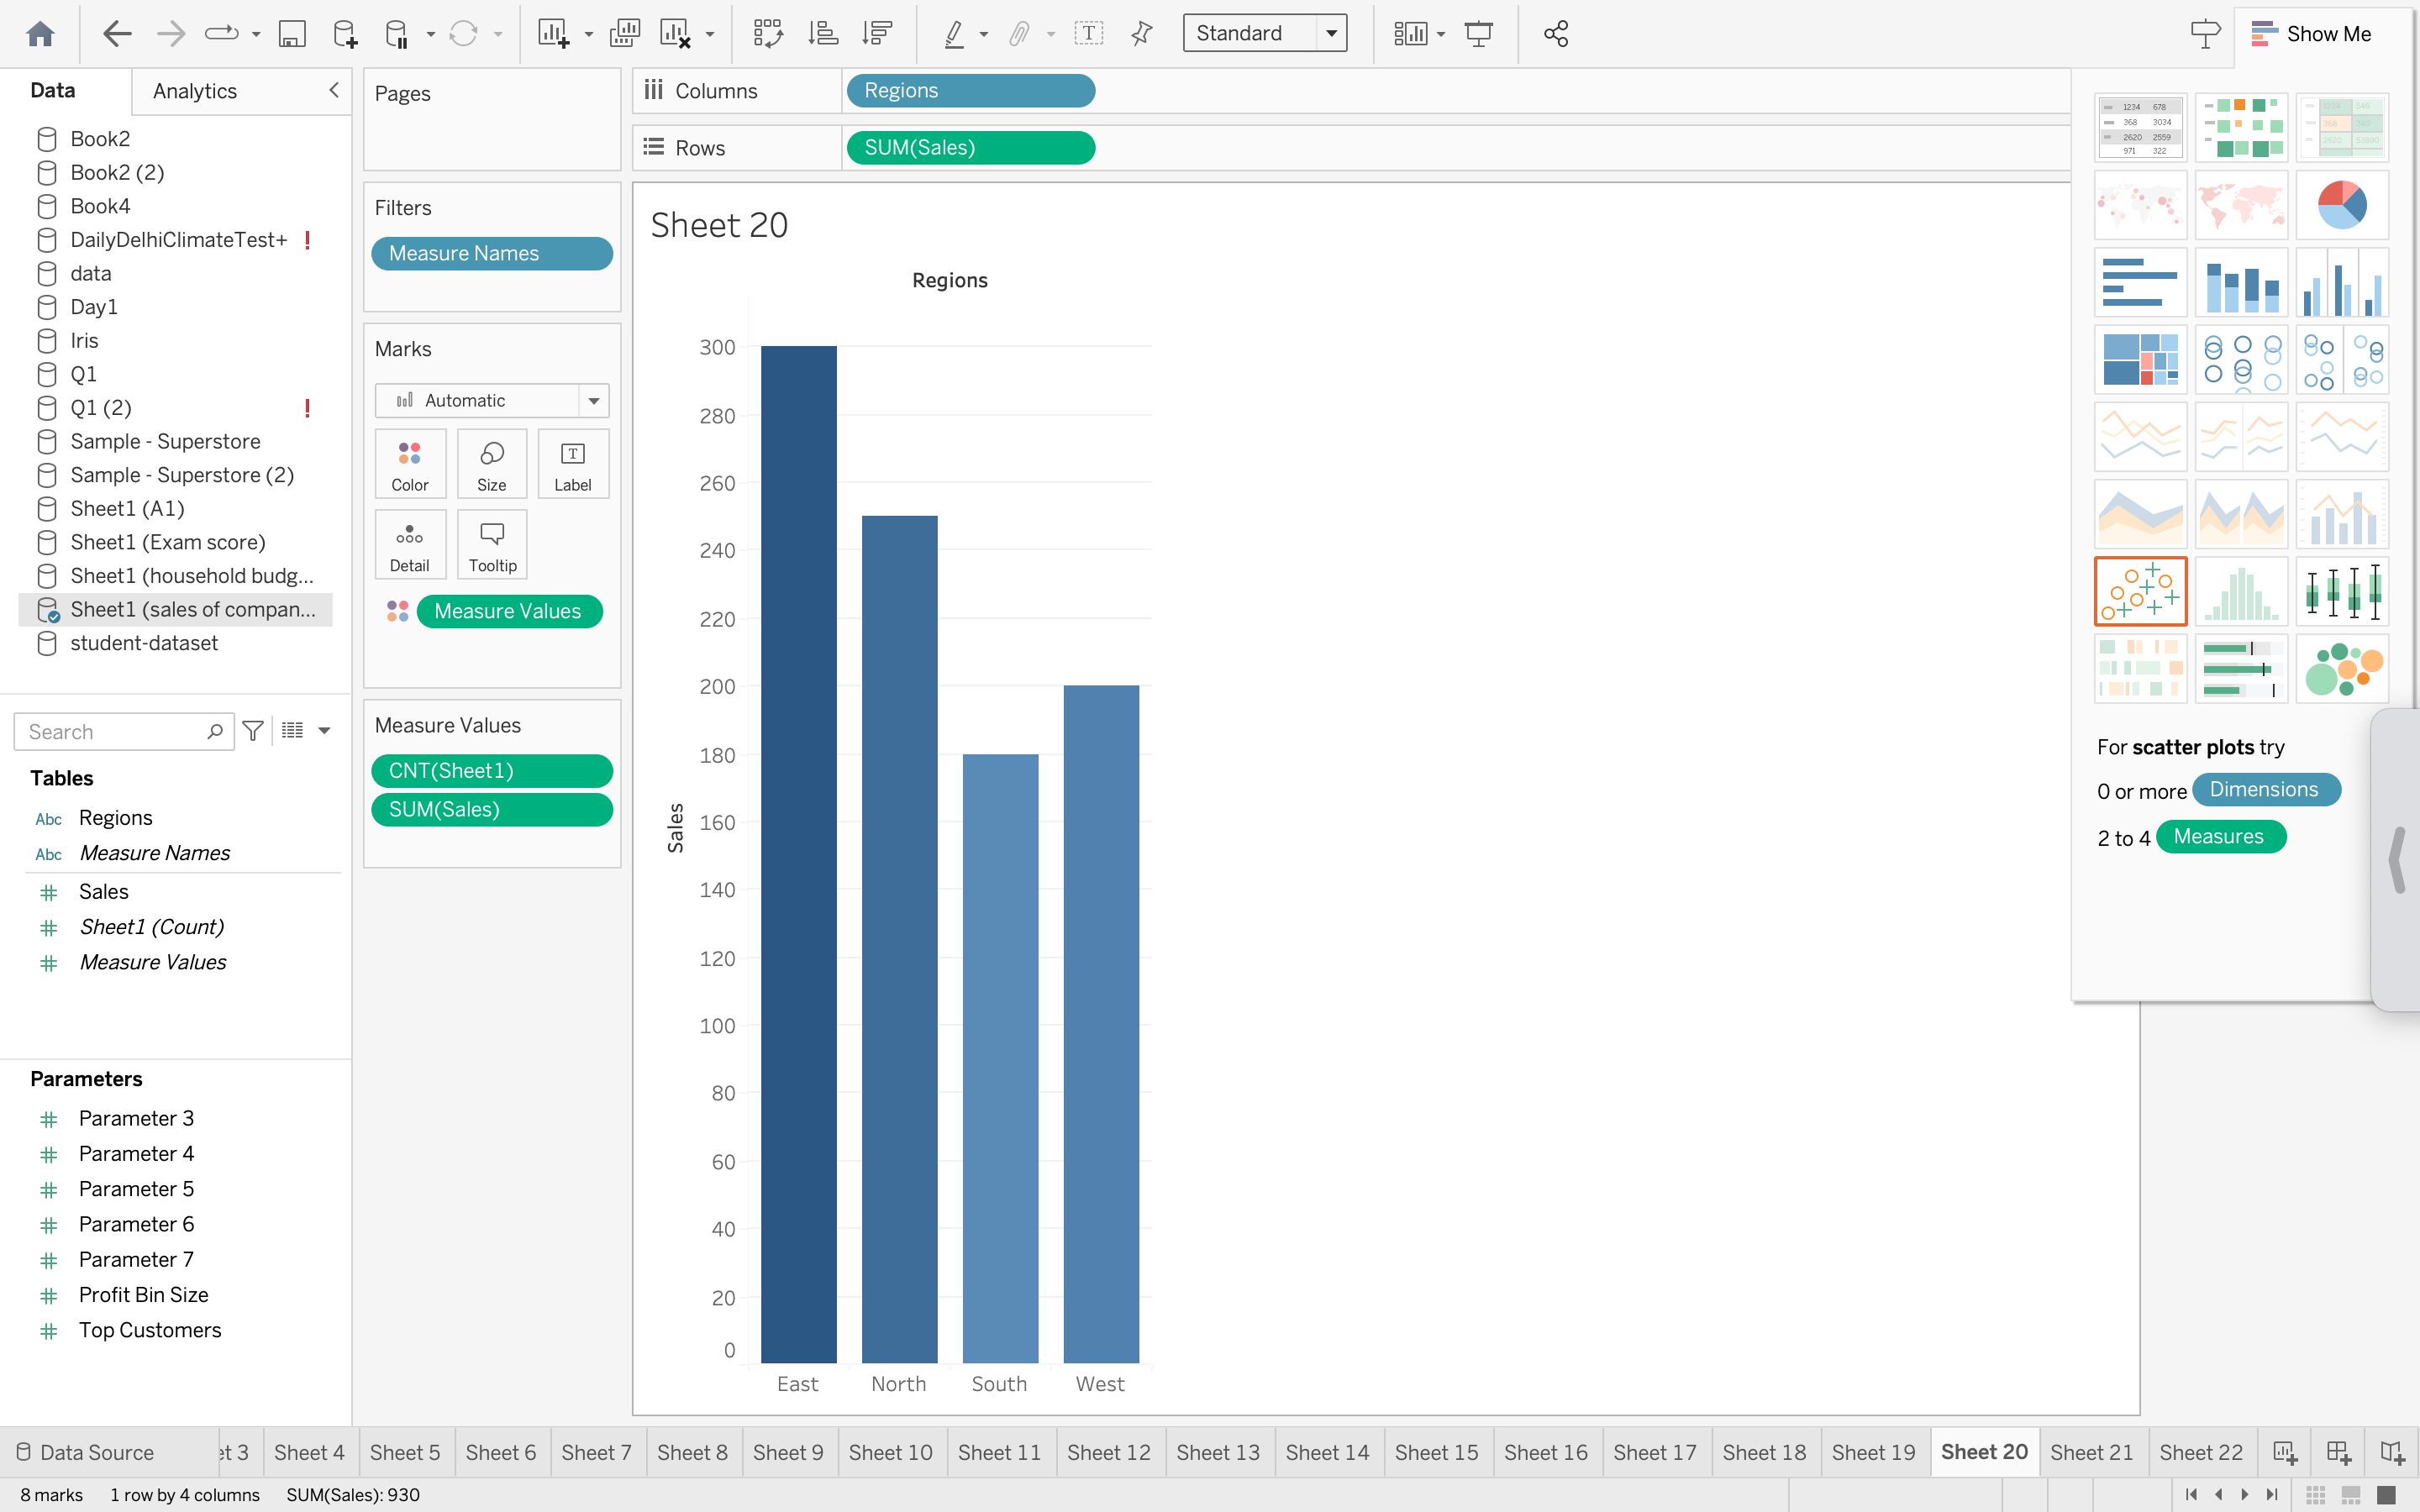 Standard
Show Me
Data
Analytics
Book2
Book2 (2)
Book4
DailyDelhiClimateTest+
data
Day1
Iris
Q1
Q1 (2)
Sample - Superstore
Sample - Superstore (2)
Sheet1 (A1)
Sheet1 (Exam score)
Sheet1 (household budg...
Sheet1 (sales of compan...
student-dataset
Search
Tables
Abc Regions
Abc Measure Names
Sales
Sheet1 (Count)
Measure Values
Parameters
Parameter 3
Parameter 4
Parameter 5
Parameter 6
Parameter 7
Profit Bin Size
Top Customers
Pages
Filters
Measure Names
Marks
Automatic
Color Size Label
Detail Tooltip
Measure Values
Measure Values
CNT(Sheet1)
SUM(Sales)
Columns Regions
Rows SUM(Sales)
Sheet 20
Regions
300
280
260
240
220
200
180
160
140
120
100
80
60
40
20
0
Sales
East North South West
1234 678
368 3034
2620 2559
971 322
For scatter plots try
0 or more Dimensions
2 to 4 Measures
Data Source et 3 Sheet 4 Sheet 5 Sheet 6 Sheet 7 Sheet 8 Sheet 9 Sheet 10 Sheet 11 Sheet 12 Sheet 13 Sheet 14 Sheet 15 Sheet 16 Sheet 17 Sheet 18 Sheet 19 Sheet 20 Sheet 21 Sheet 22
8 marks 1 row by 4 columns SUM(Sales): 930